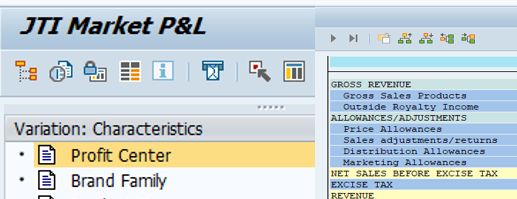 JTI Market P&L
Variation: Characteristics
Profit Center
Brand Family
GROSS REVENUE
Gross Sales Products
Outside Royalty Income
ALLOWANCES/ADJUSTMENTS
Price Allowances
Sales adjustments/returns
Distribution Allowances
Marketing Allowances
NET SALES BEFORE EXCISE TAX
EXCISE TAX
REVENUE